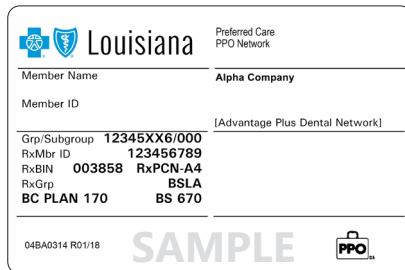 Louisiana
Preferred Care
PPO Network
Member Name
Member ID
Alpha Company
[Advantage Plus Dental Network]
Grp/Subgroup 12345XX6/000
RxMbr ID 123456789
RxBIN 003858 RxPCN-A4
RxGrp BSLA
BC PLAN 170 BS 670
04BA0314 R01/18
SAMPLE
PPO